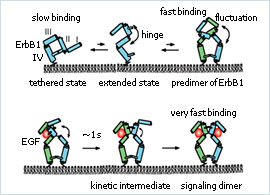 slow binding
fast binding
fluctuation
III
II
I
hinge
ErbB1
IV
tethered state
extended state
predimer of ErbB1
very fast binding
EGF
~1s
kinetic intermediate
signaling dimer